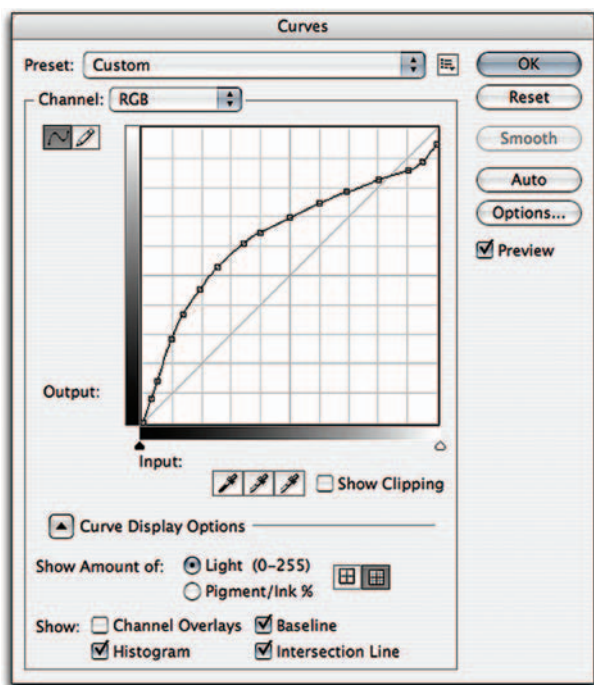 Curves
Preset: Custom
OK
Channel: RGB
Reset
Smooth
Auto
Options...
Preview
Output:
Input:
Show Clipping
Curve Display Options
Show Amount of: Light (0–255)
Pigment/Ink %
Show: Channel Overlays Baseline
Histogram Intersection Line